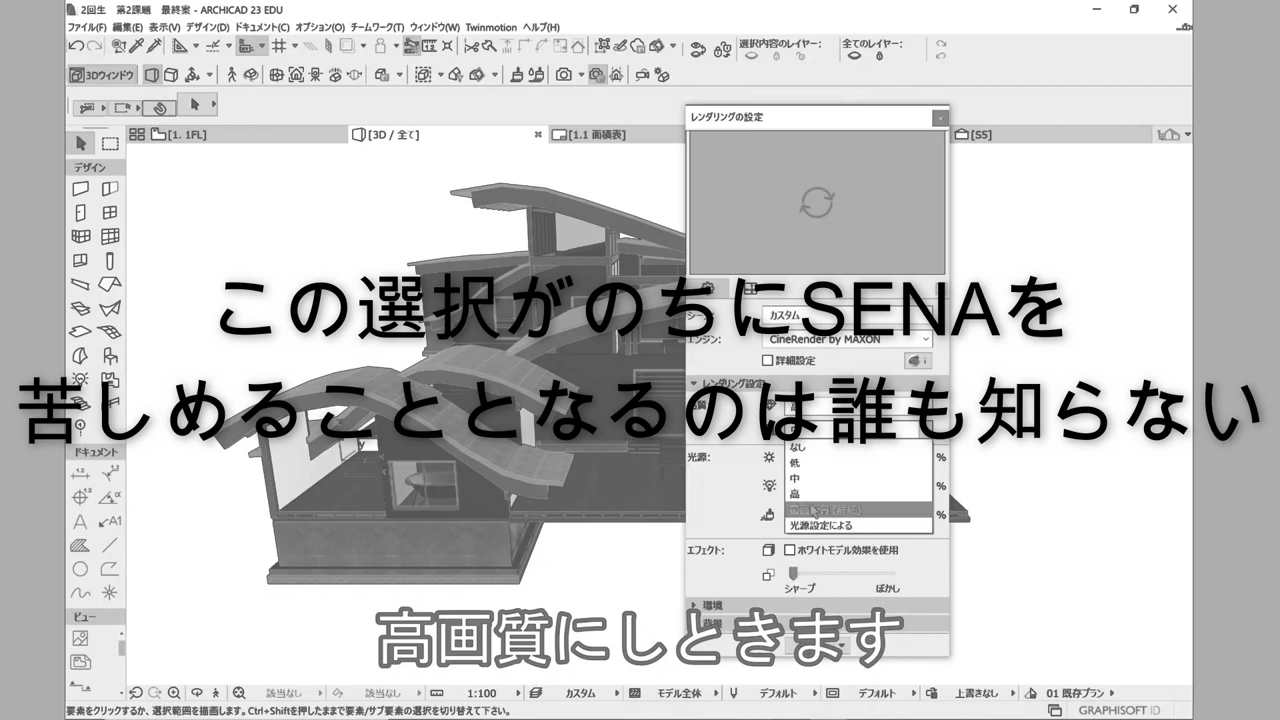 2回生 第2課題 最終案 - ARCHICAD 23 EDU
ファイル(F) 編集(E) 表示(V) デザイン(D) ドキュメント(C) オプション(O) チームワーク(T) ウィンドウ(W) Twinmotion ヘルプ(H)
選択内容のレイヤー: 全てのレイヤー:
3Dウィンドウ
[1. 1FL] [3D / 全て] [1.1 面積表] [S5]
レンダリングの設定
デザイン
この選択がのちにSENAを
カスタム
エンジン: CineRender by MAXON
詳細設定
レンダリング設定
苦しめることとなるのは誰も知らない
ドキュメント
光源:
なし
低
中
高
光源設定による
%
%
%
エフェクト: ホワイトモデル効果を使用
シャープ ぼかし
環境
ビュー
高画質にしときます
該当なし 該当なし 1:100 カスタム モデル全体 デフォルト デフォルト 上書きなし 01 既存プラン
要素をクリックするか、選択範囲を描画します。Ctrl+Shiftを押したままで要素/サブ要素の選択を切り替えて下さい。 GRAPHISOFT ID